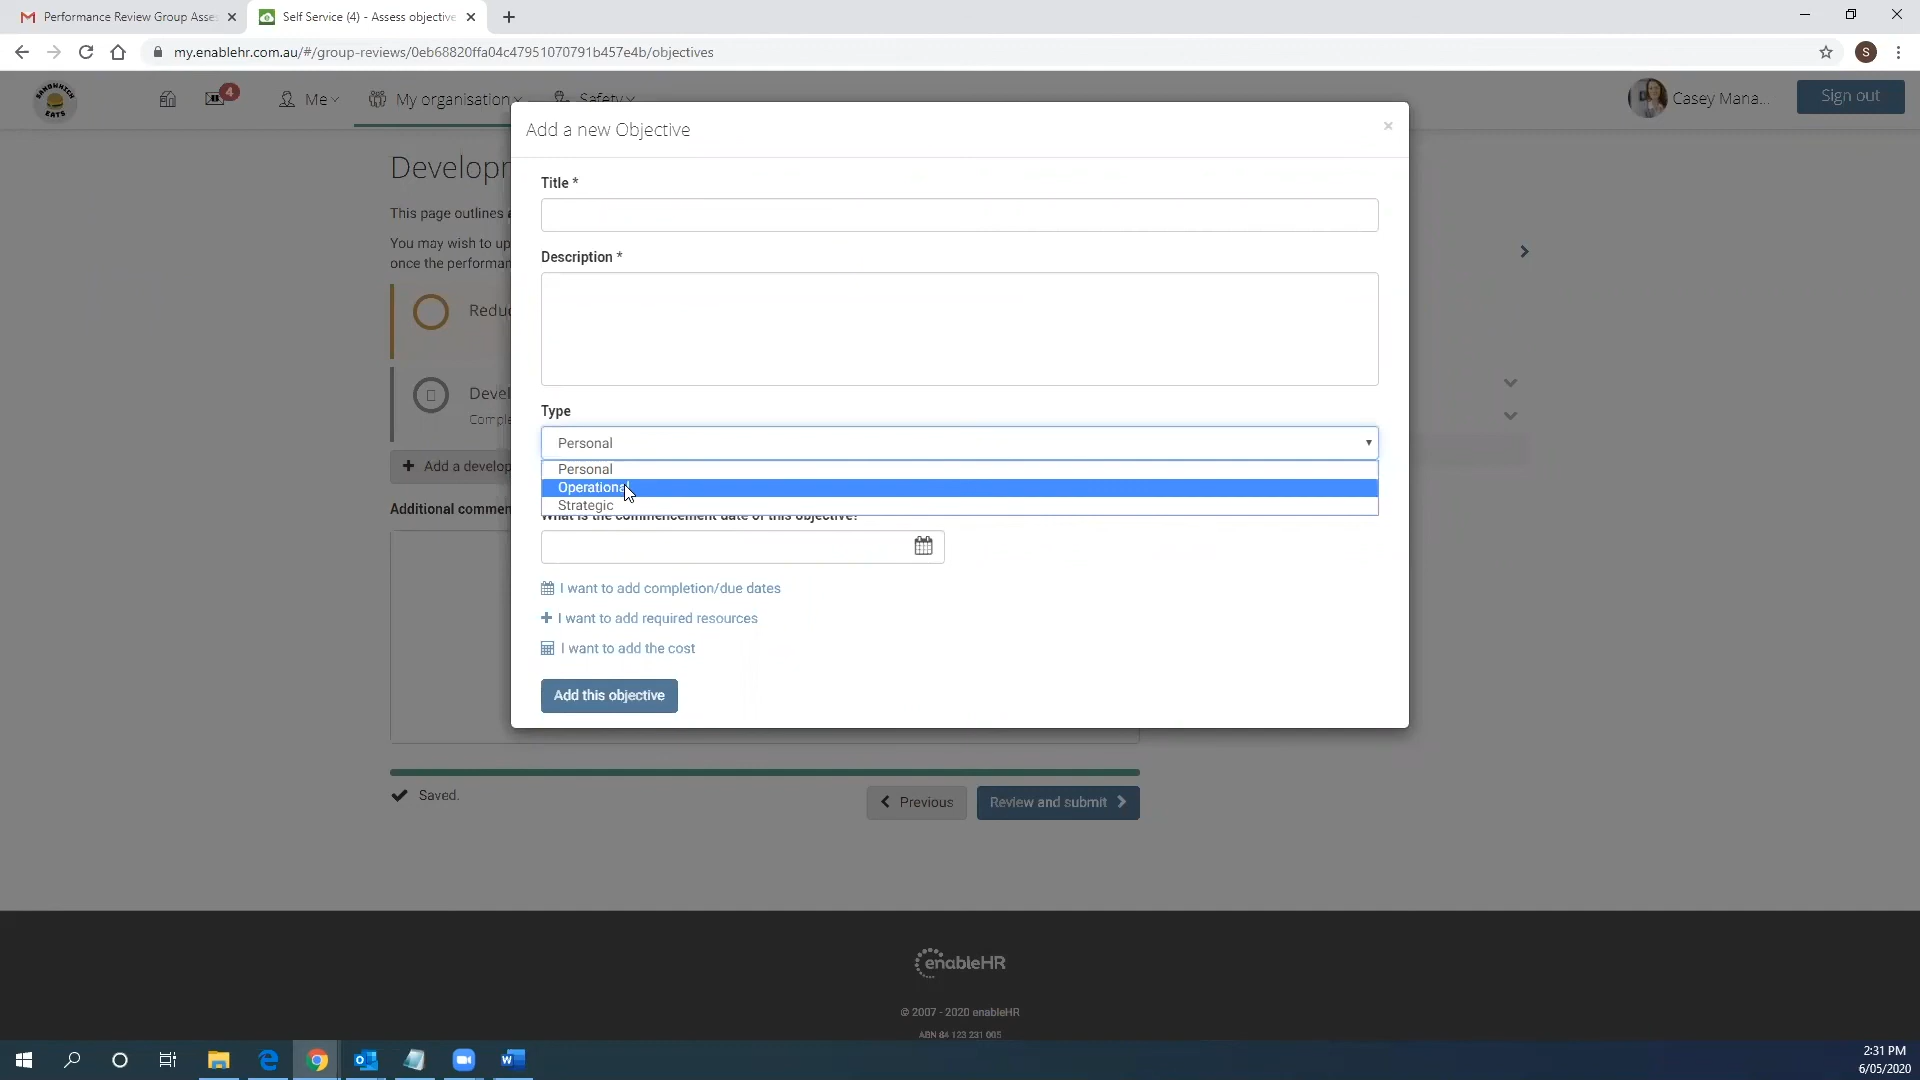 Performance Review Group Asse
Self Service (4) - Assess objective
my.enablehr.com.au/#/group-reviews/0eb68820ffa04c47951070791b457e4b/objectives
S
SANDWHICH
EATS
4
Me
My organisation
Safety
Casey Mana...
Sign out
Add a new Objective
Developm
This page outlines
You may wish to up
once the performan
Reduc
Devel
Comple
Add a develop
Additional commen
Title *
Description *
Type
Personal
Personal
Operational
Strategic
What is the commencement date of this objective?
I want to add completion/due dates
I want to add required resources
I want to add the cost
Add this objective
Saved.
Previous
Review and submit
enableHR
© 2007 - 2020 enableHR
ABN 84 123 231 005
2:31 PM
6/05/2020